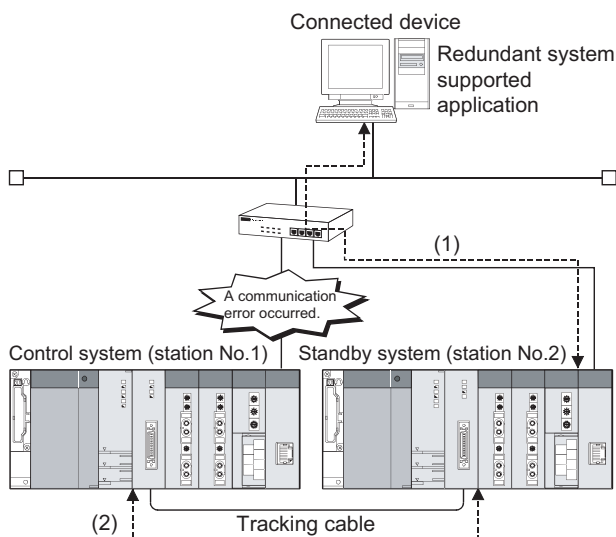 Connected device
Redundant system
supported
application
(1)
A communication
error occurred.
Control system (station No.1)
Standby system (station No.2)
(2)
Tracking cable